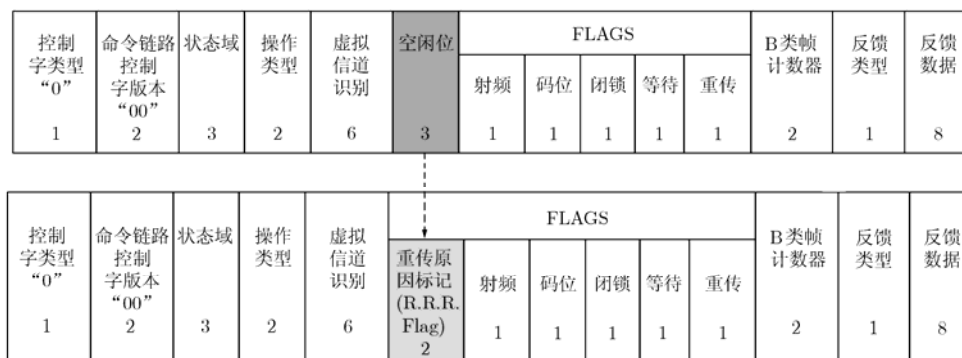 控制
字类型
“0”
1
命令链路
控制
字版本
“00”
2
状态域
3
操作
类型
2
虚拟
信道
识别
6
空闲位
3
FLAGS
射频
1
码位
1
闭锁
1
等待
1
重传
1
B类帧
计数器
2
反馈
类型
1
反馈
数据
8
控制
字类型
“0”
1
命令链路
控制
字版本
“00”
2
状态域
3
操作
类型
2
虚拟
信道
识别
6
FLAGS
重传原
因标记
(R.R.R.
Flag)
2
射频
1
码位
1
闭锁
1
等待
1
重传
1
B类帧
计数器
2
反馈
类型
1
反馈
数据
8